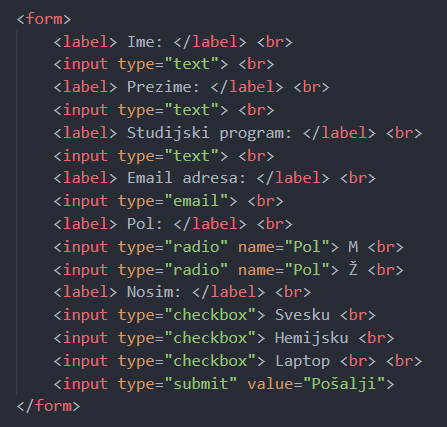 <form>
<label> Ime: </label> <br>
<input type="text"> <br>
<label> Prezime: </label> <br>
<input type="text"> <br>
<label> Studijski program: </label> <br>
<input type="text"> <br>
<label> Email adresa: </label> <br>
<input type="email"> <br>
<label> Pol: </label> <br>
<input type="radio" name="Pol"> M <br>
<input type="radio" name="Pol"> Ž <br>
<label> Nosim: </label> <br>
<input type="checkbox"> Svesku <br>
<input type="checkbox"> Hemijsku <br>
<input type="checkbox"> Laptop <br> <br>
<input type="submit" value="Pošalji">
</form>